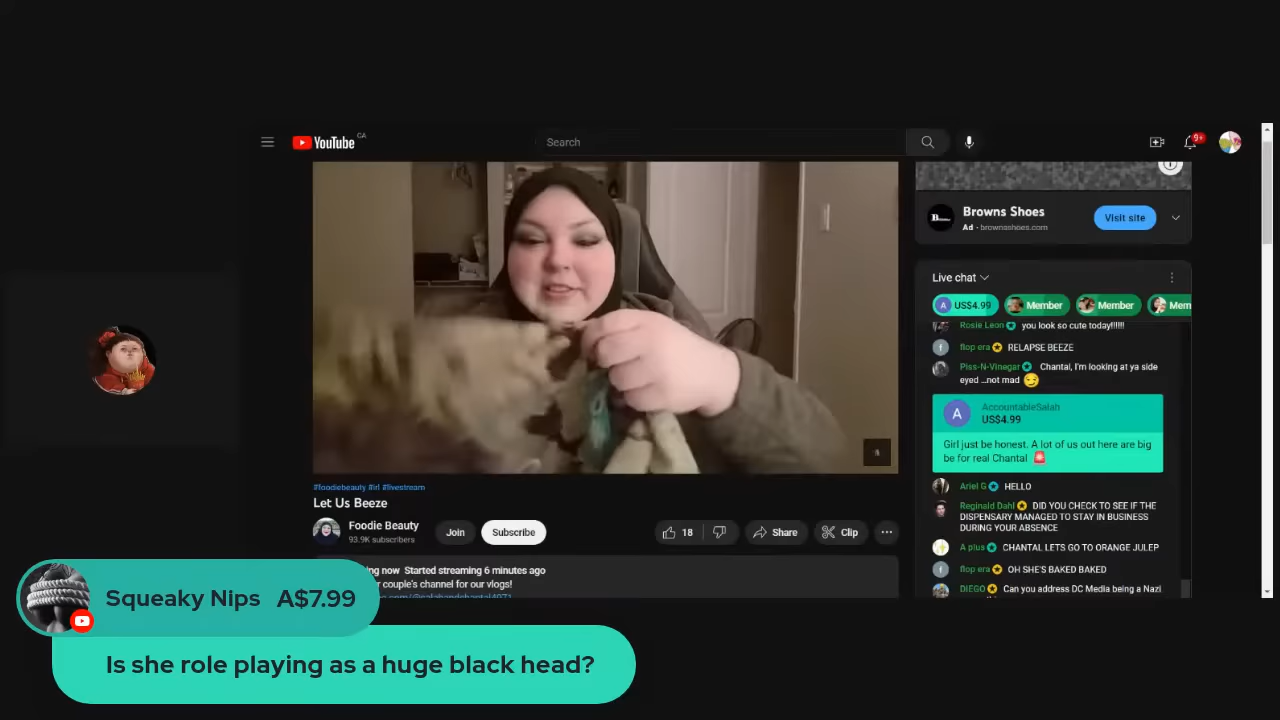 YouTube CA
Search
9+
Browns Shoes
Ad · brownsshoes.com
Visit site
Live chat
A US$4.99
Member
Member
Mem
Rosie Leon you look so cute today!!!!!!
flop era RELAPSE BEEZE
Piss-N-Vinegar Chantal, I'm looking at ya side
eyed ...not mad 😏
A
AccountableSalah
US$4.99
Girl just be honest. A lot of us out here are big
be for real Chantal 🚨
Ariel G HELLO
Reginald Dahl DID YOU CHECK TO SEE IF THE
DISPENSARY MANAGED TO STAY IN BUSINESS
DURING YOUR ABSENCE
A plus CHANTAL LETS GO TO ORANGE JULEP
flop era OH SHE'S BAKED BAKED
DIEGO Can you address DC Media being a Nazi
#foodiebeauty #irl #livestream
Let Us Beeze
Foodie Beauty
93.9K subscribers
Join
Subscribe
18
Share
Clip
ing now Started streaming 6 minutes ago
couple's channel for our vlogs!
Squeaky Nips A$7.99
Is she role playing as a huge black head?